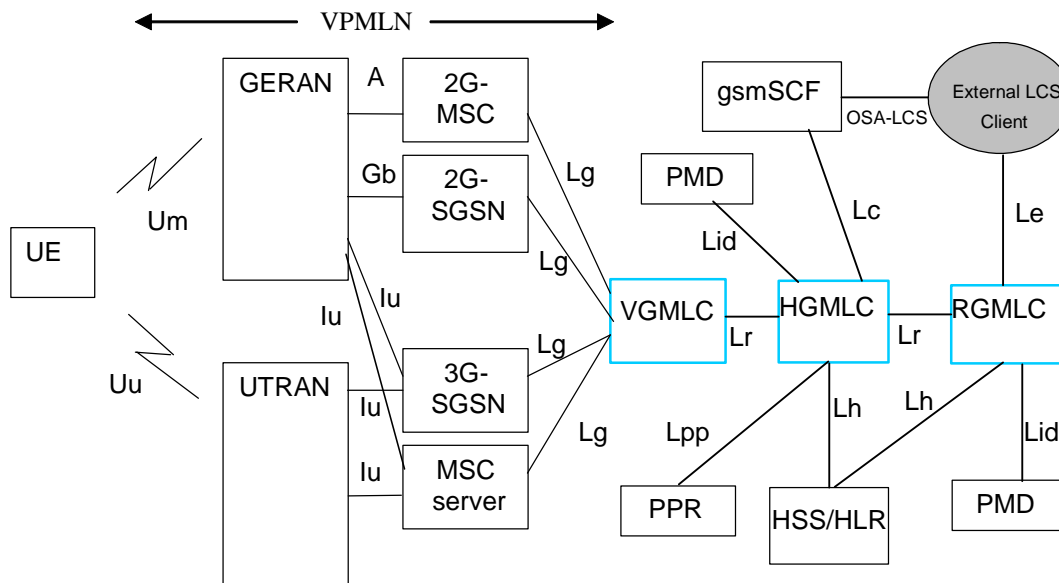 VPMLN
GERAN
A
2G-
MSC
gsmSCF
OSA-LCS
External LCS
Client
Gb
2G-
SGSN
Lg
PMD
Lc
Le
Um
Lid
UE
Lg
Iu
Iu
VGMLC
Lr
HGMLC
Lr
RGMLC
Uu
UTRAN
Iu
3G-
SGSN
Lg
Lg
Lpp
Lh
Lh
Lid
Iu
MSC
server
PPR
HSS/HLR
PMD